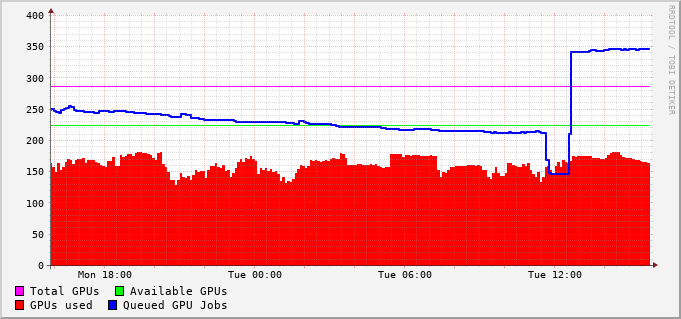 400
350
300
250
200
150
100
50
0
Mon 18:00 Tue 00:00 Tue 06:00 Tue 12:00
Total GPUs Available GPUs
GPUs used Queued GPU Jobs
RRDTOOL / TOBI OETIKER